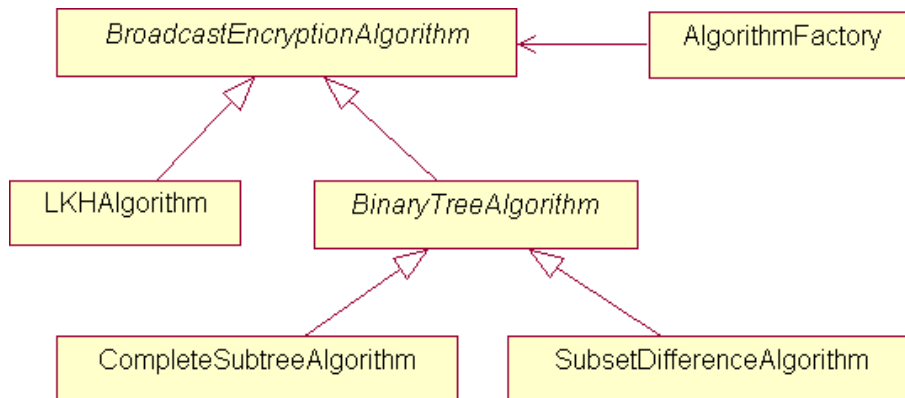 BroadcastEncryptionAlgorithm
AlgorithmFactory
LKHAlgorithm
BinaryTreeAlgorithm
CompleteSubtreeAlgorithm
SubsetDifferenceAlgorithm